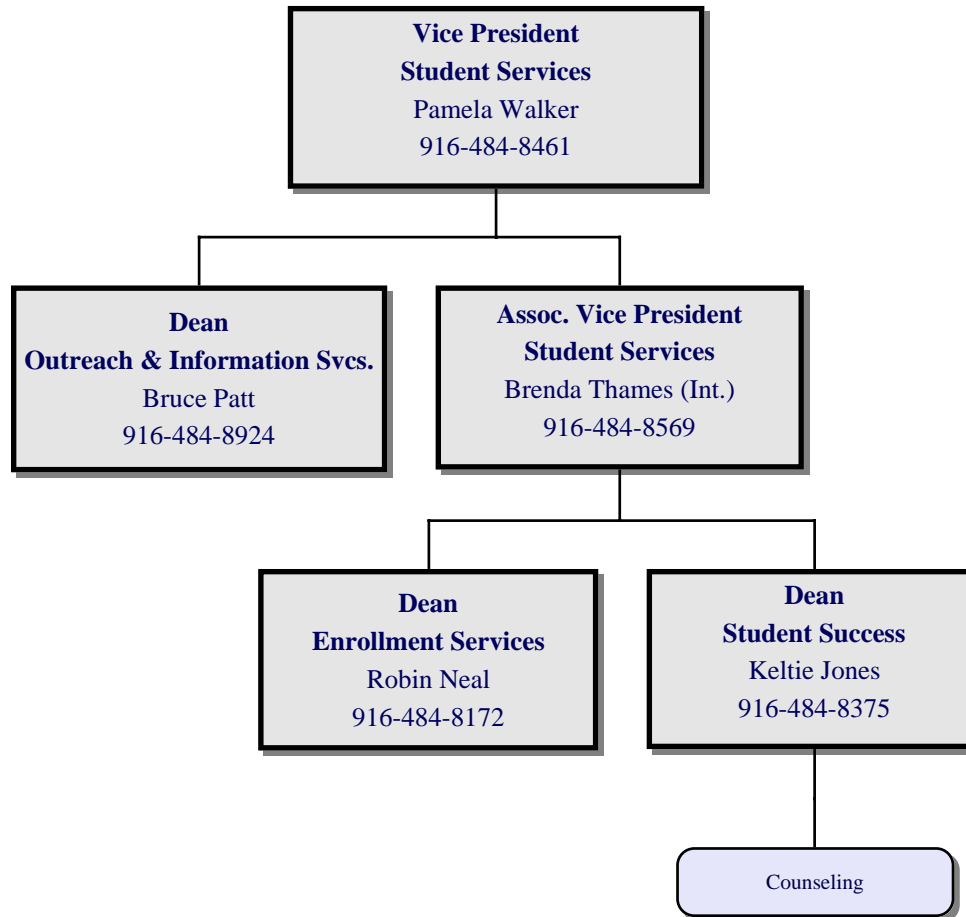 Vice President
Student Services
Pamela Walker
916-484-8461
Dean
Outreach & Information Svcs.
Bruce Patt
916-484-8924
Assoc. Vice President
Student Services
Brenda Thames (Int.)
916-484-8569
Dean
Enrollment Services
Robin Neal
916-484-8172
Dean
Student Success
Keltie Jones
916-484-8375
Counseling